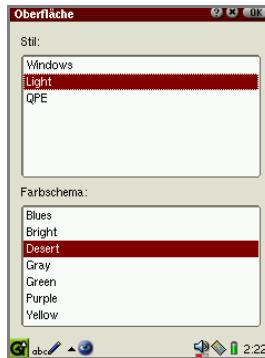 Oberfläche ? X OK
Stil:
Windows
Light
QPE
Farbschema:
Blues
Bright
Desert
Gray
Green
Purple
Yellow
abc 2:22